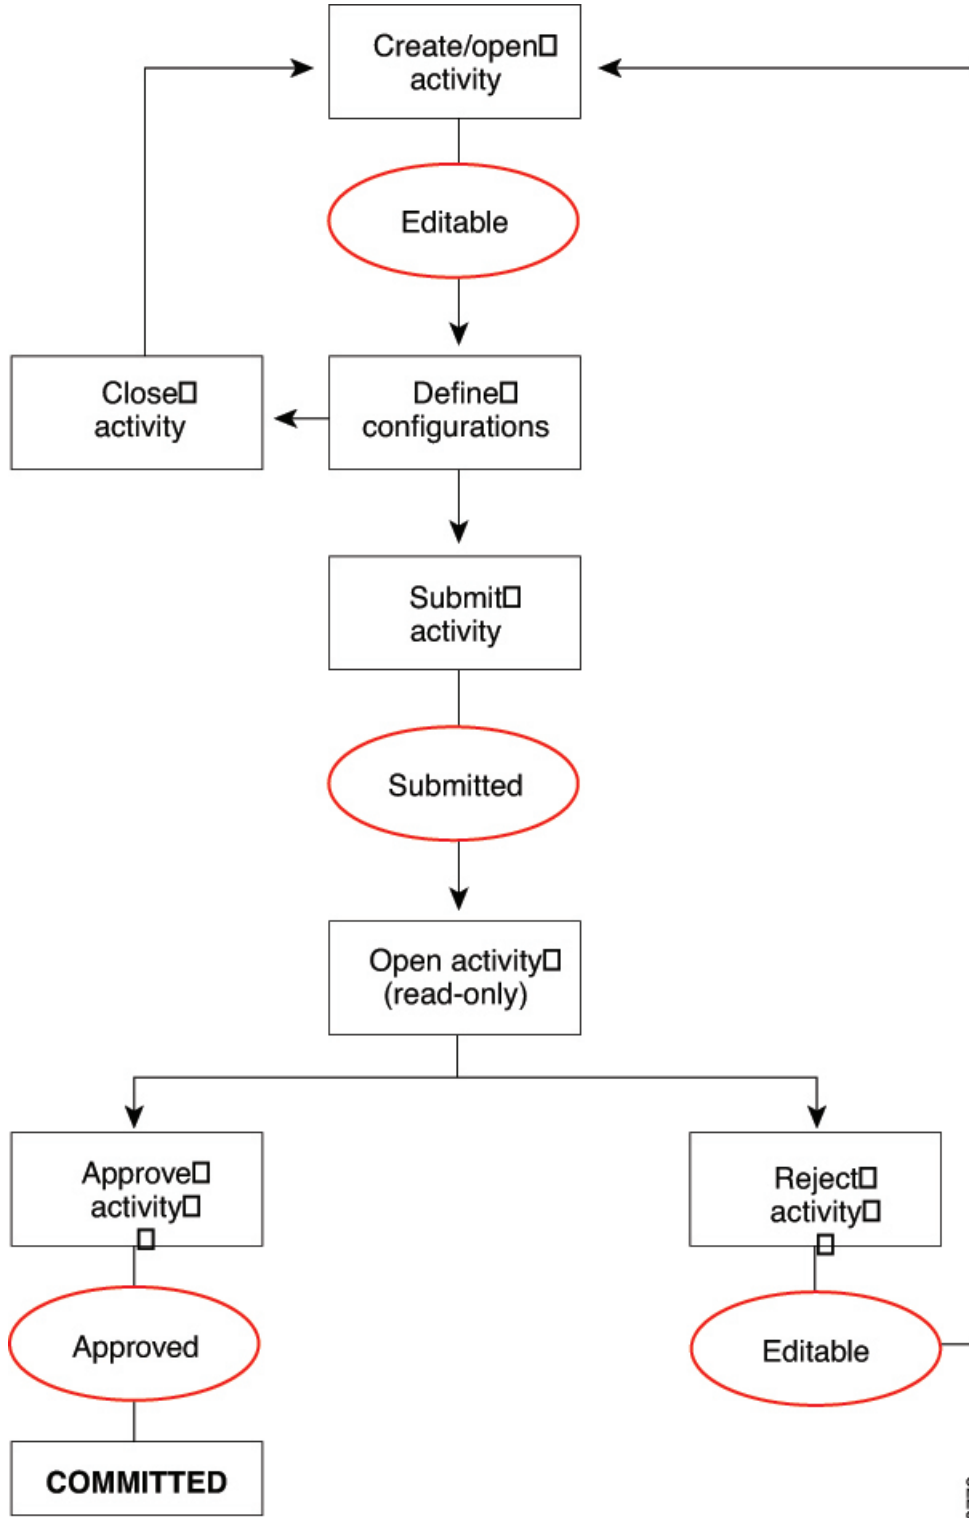 Create/open
activity
Editable
Close
activity
Define
configurations
Submit
activity
Submitted
Open activity
(read-only)
Approve
activity
Reject
activity
Approved
Editable
COMMITTED